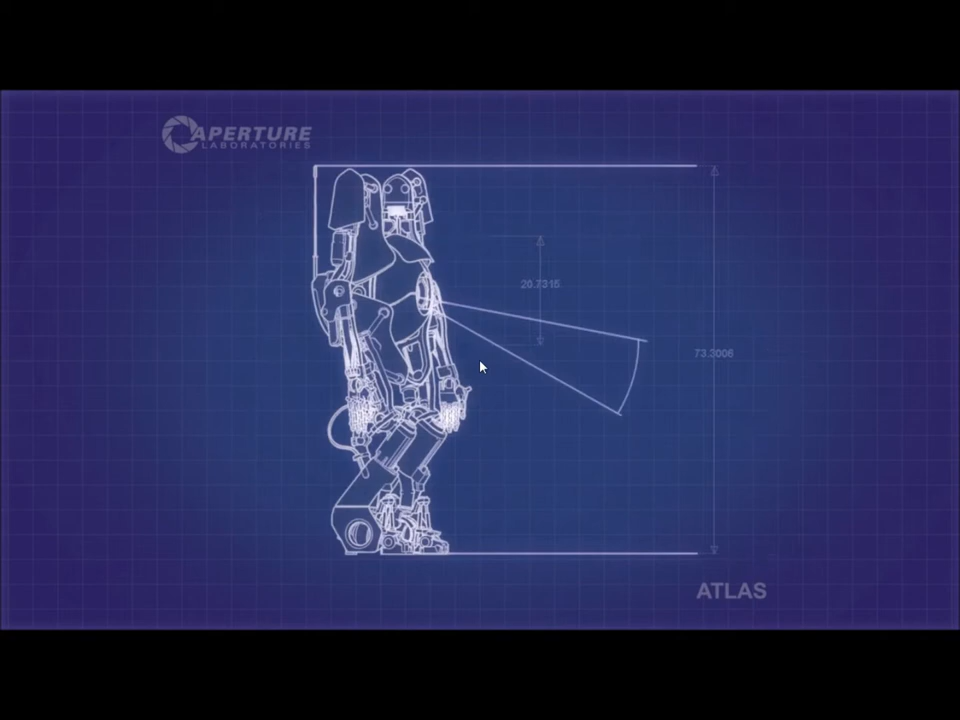 APERTURE
LABORATORIES
20.7315
73.3006
ATLAS